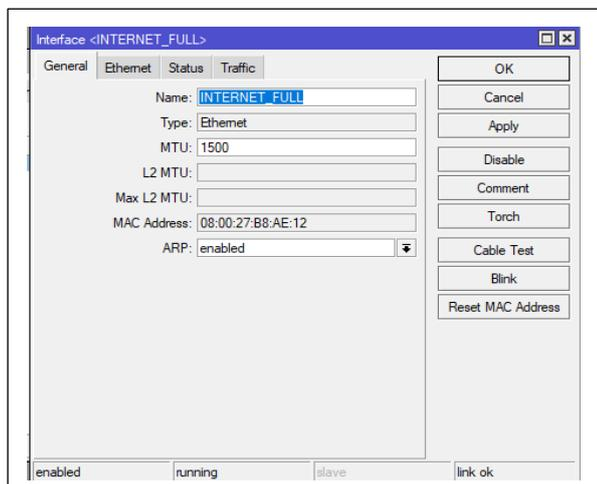 Interface <INTERNET_FULL>
General Ethernet Status Traffic
Name: INTERNET_FULL
Type: Ethernet
MTU: 1500
L2 MTU:
Max L2 MTU:
MAC Address: 08:00:27:B8:AE:12
ARP: enabled
OK
Cancel
Apply
Disable
Comment
Torch
Cable Test
Blink
Reset MAC Address
enabled running slave link ok